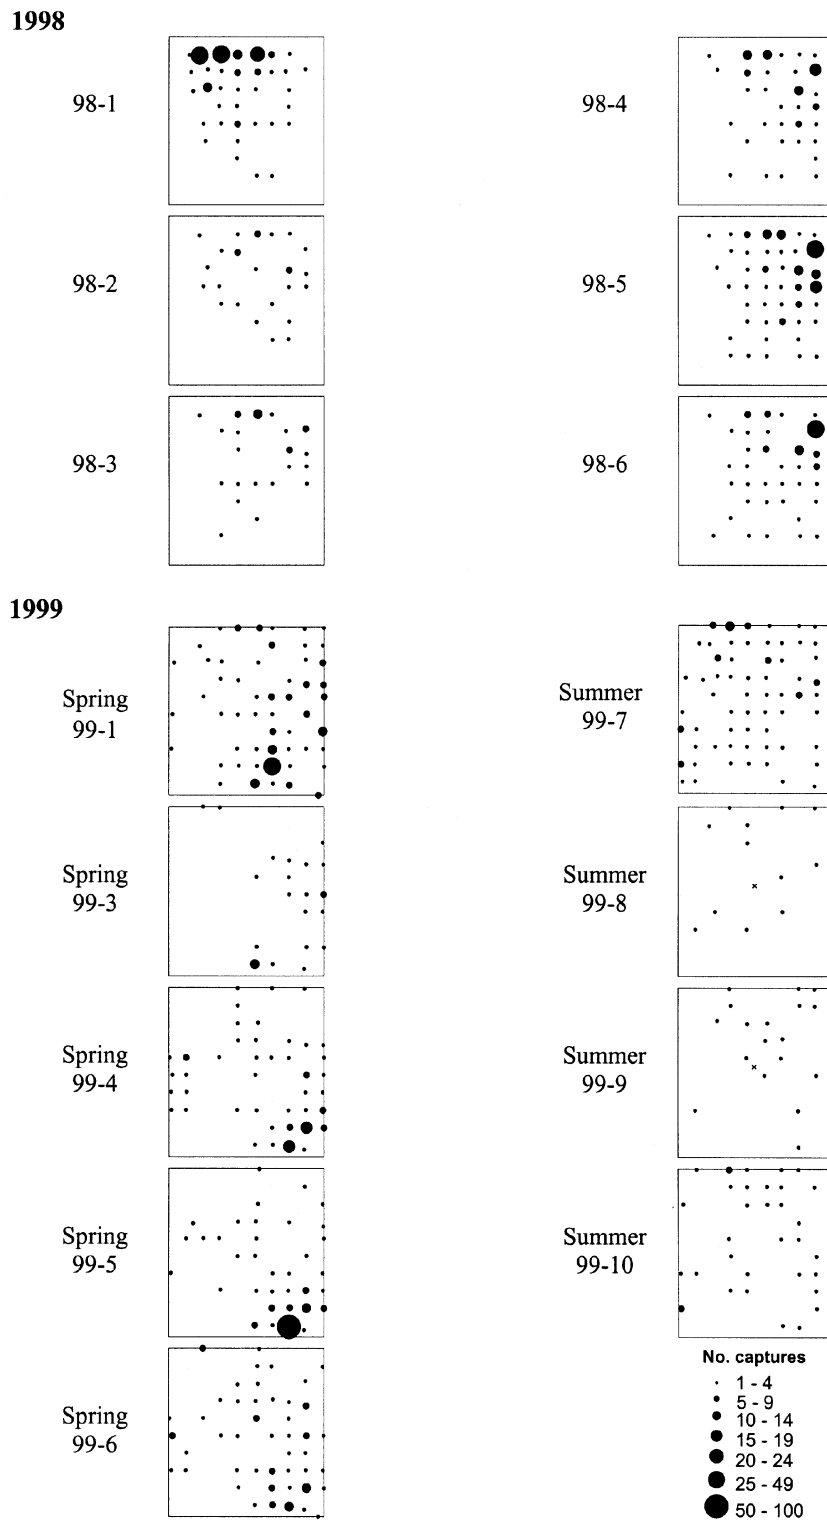 1998
98-1
98-4
98-2
98-5
98-3
98-6
1999
Spring
99-1
Summer
99-7
Spring
99-3
Summer
99-8
Spring
99-4
Summer
99-9
Spring
99-5
Summer
99-10
Spring
99-6
No. captures
1 - 4
5 - 9
10 - 14
15 - 19
20 - 24
25 - 49
50 - 100